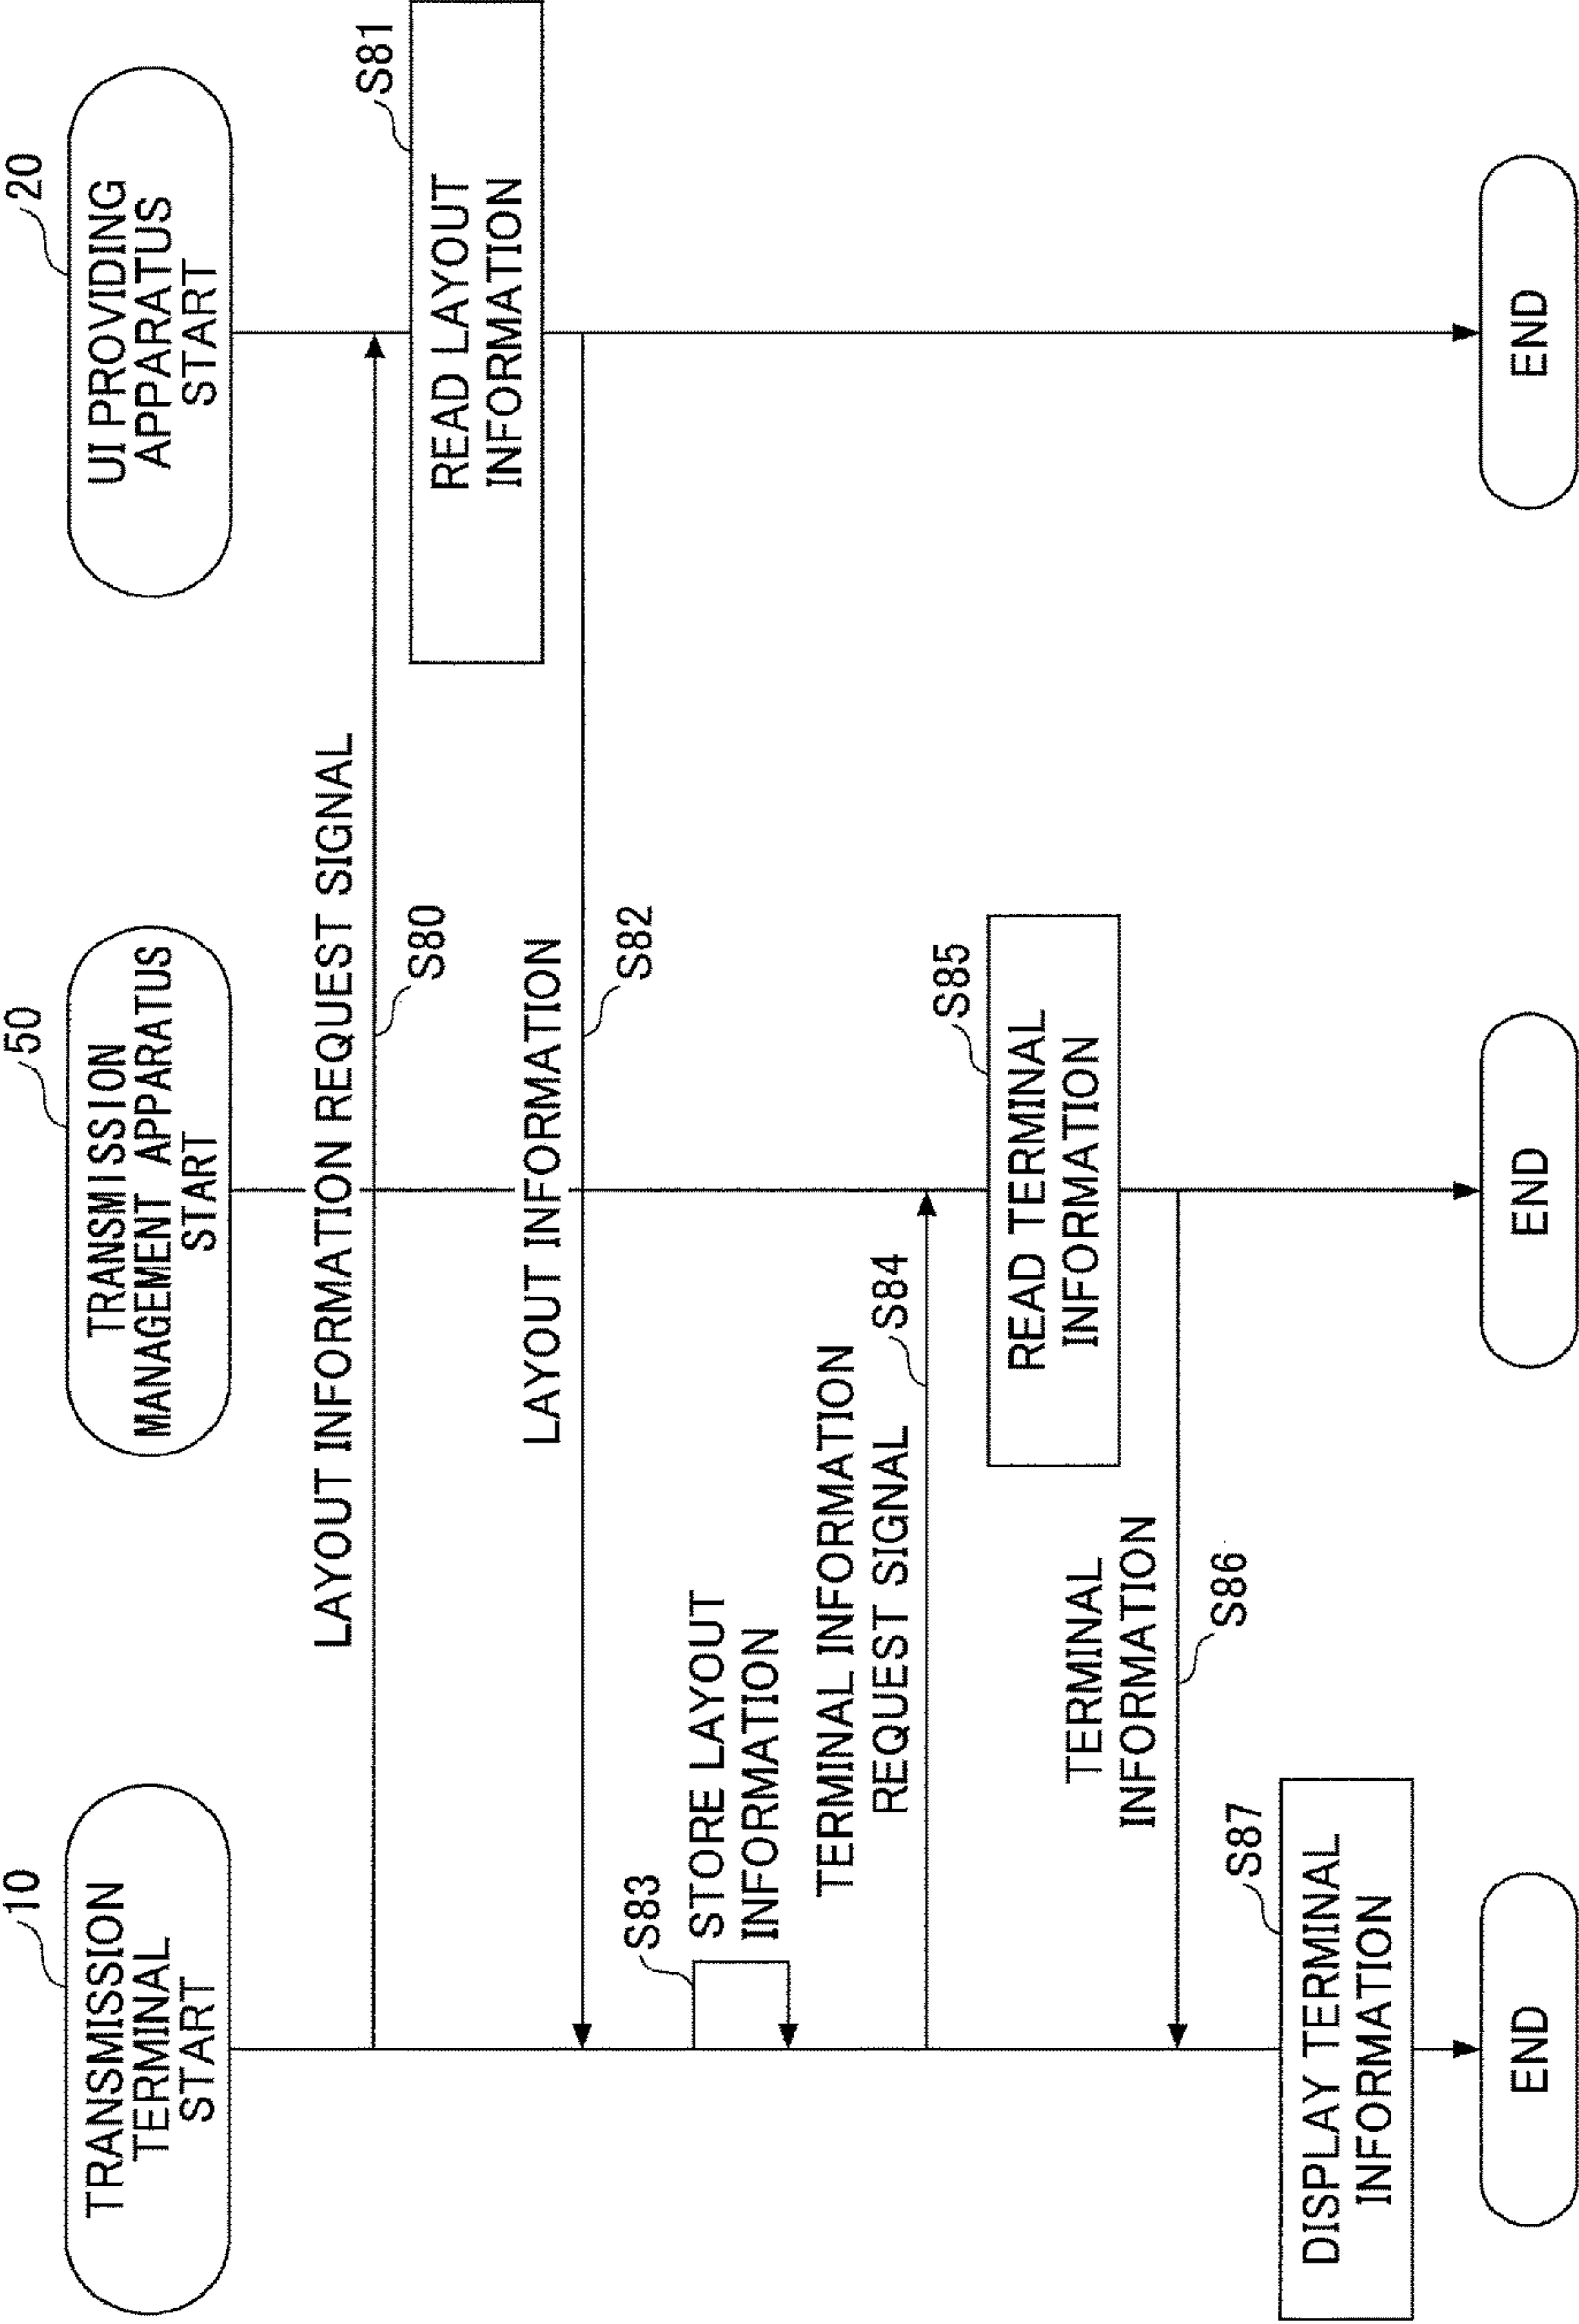 10
TRANSMISSION
TERMINAL
START
50
TRANSMISSION
MANAGEMENT APPARATUS
START
20
UI PROVIDING
APPARATUS
START
LAYOUT INFORMATION REQUEST SIGNAL
S80
S81
READ LAYOUT
INFORMATION
LAYOUT INFORMATION
S82
S83
STORE LAYOUT
INFORMATION
TERMINAL INFORMATION
REQUEST SIGNAL
S84
S85
READ TERMINAL
INFORMATION
TERMINAL
INFORMATION
S86
S87
DISPLAY TERMINAL
INFORMATION
END
END
END